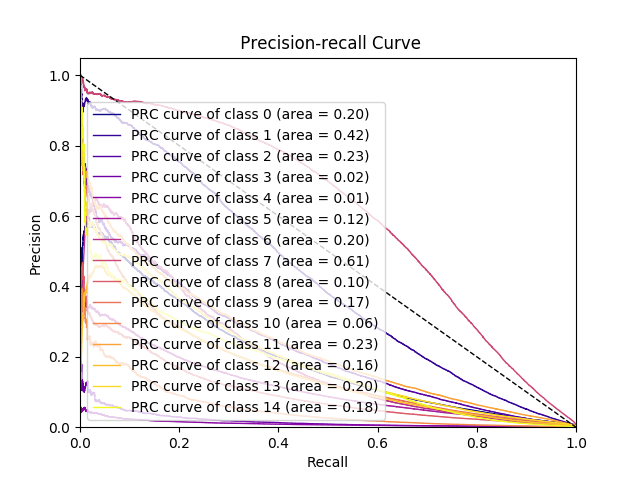 Precision-recall Curve
1.0
0.8
0.6
0.4
0.2
0.0
Precision
PRC curve of class 0 (area = 0.20)
PRC curve of class 1 (area = 0.42)
PRC curve of class 2 (area = 0.23)
PRC curve of class 3 (area = 0.02)
PRC curve of class 4 (area = 0.01)
PRC curve of class 5 (area = 0.12)
PRC curve of class 6 (area = 0.20)
PRC curve of class 7 (area = 0.61)
PRC curve of class 8 (area = 0.10)
PRC curve of class 9 (area = 0.17)
PRC curve of class 10 (area = 0.06)
PRC curve of class 11 (area = 0.23)
PRC curve of class 12 (area = 0.16)
PRC curve of class 13 (area = 0.20)
PRC curve of class 14 (area = 0.18)
0.0 0.2 0.4 0.6 0.8 1.0
Recall